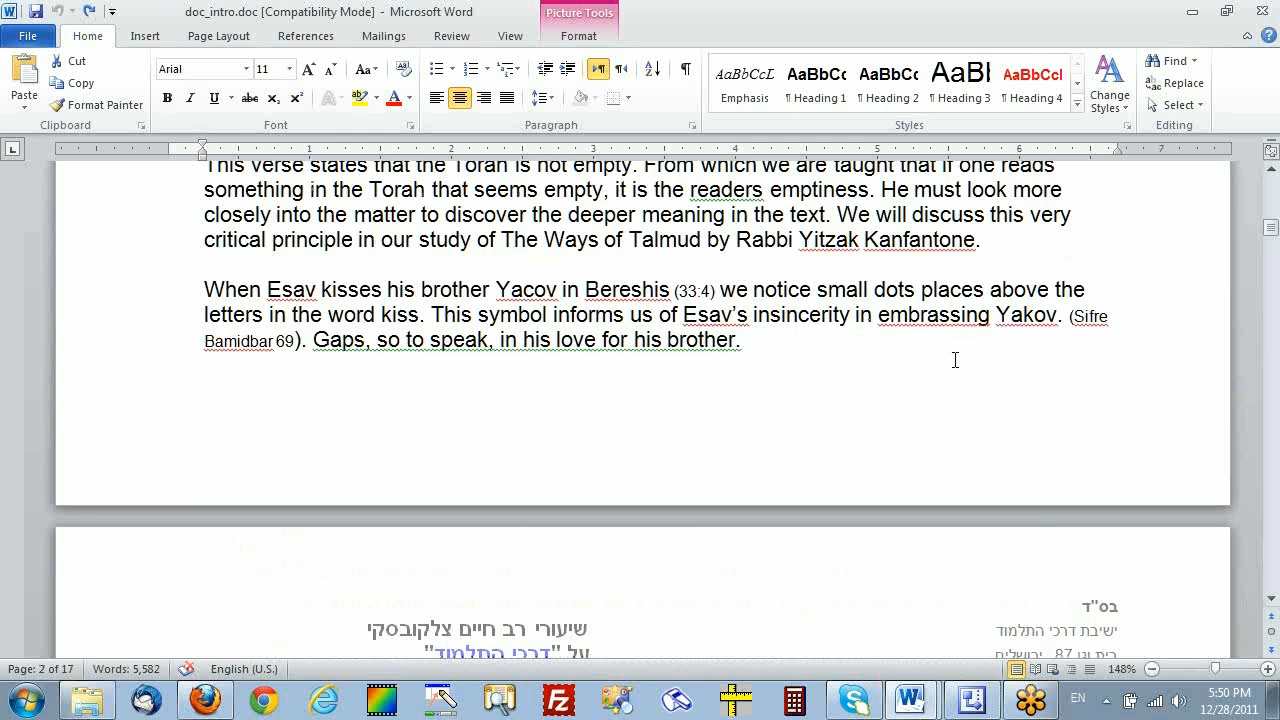 doc_intro.doc [Compatibility Mode] - Microsoft Word
Picture Tools
File Home Insert Page Layout References Mailings Review View Format
Paste
Cut
Copy
Format Painter
Clipboard
Arial 11
Font
Paragraph
AaBbCcL AaBbCc AaBbCc AaBl AaBbCcl
Emphasis ¶ Heading 1 ¶ Heading 2 ¶ Heading 3 ¶ Heading 4
Change Styles
Styles
Find
Replace
Select
Editing
1 2 3 4 5 6 7
This verse states that the Torah is not empty. From which we are taught that if one reads
something in the Torah that seems empty, it is the readers emptiness. He must look more
closely into the matter to discover the deeper meaning in the text. We will discuss this very
critical principle in our study of The Ways of Talmud by Rabbi Yitzak Kanfantone.
When Esav kisses his brother Yacov in Bereshis (33:4) we notice small dots places above the
letters in the word kiss. This symbol informs us of Esav's insincerity in embrassing Yakov. (Sifre
Bamidbar 69). Gaps, so to speak, in his love for his brother.
בס"ד
שיעורי רב חיים צלקובסקי
ישיבת דרכי התלמוד
על "דרכי התלמוד"
בית וגן 87, ירושלים
Page: 2 of 17 Words: 5,582 English (U.S.) 148%
EN 5:50 PM
12/28/2011